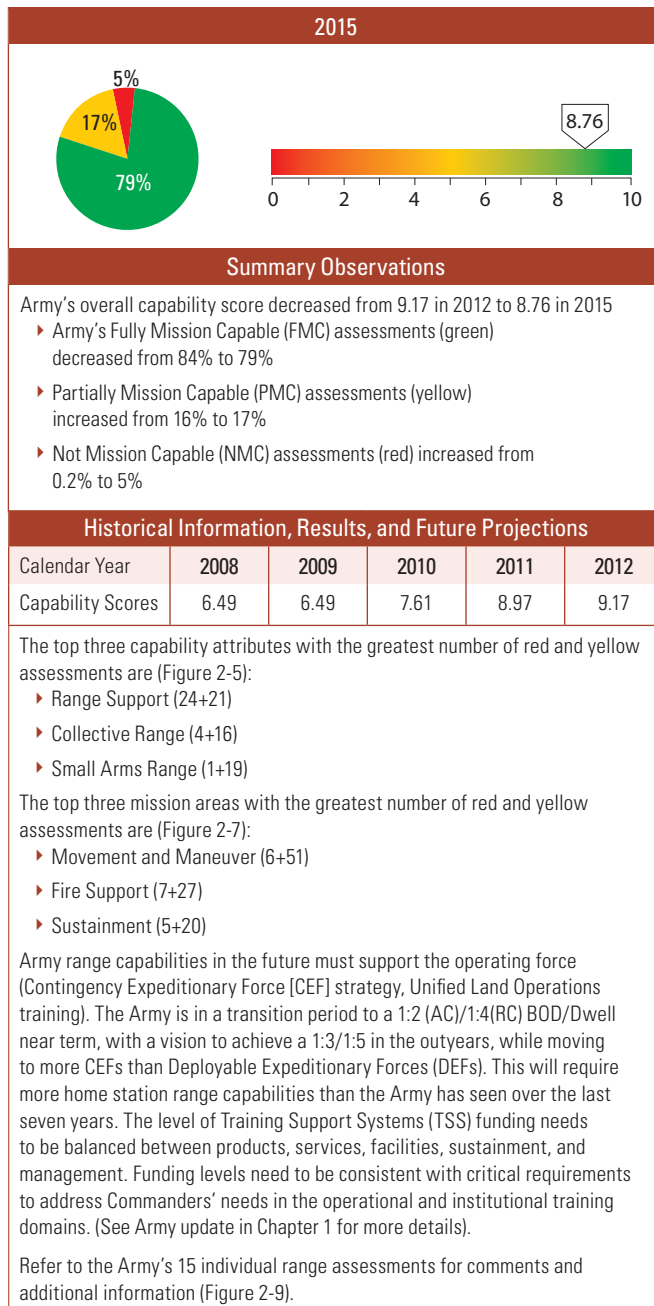 2015
5%
17%
79%
8.76
0 2 4 6 8 10
Summary Observations
Army's overall capability score decreased from 9.17 in 2012 to 8.76 in 2015
Army's Fully Mission Capable (FMC) assessments (green)
decreased from 84% to 79%
Partially Mission Capable (PMC) assessments (yellow)
increased from 16% to 17%
Not Mission Capable (NMC) assessments (red) increased from
0.2% to 5%
Historical Information, Results, and Future Projections
Calendar Year 2008 2009 2010 2011 2012
Capability Scores 6.49 6.49 7.61 8.97 9.17
The top three capability attributes with the greatest number of red and yellow
assessments are (Figure 2-5):
Range Support (24+21)
Collective Range (4+16)
Small Arms Range (1+19)
The top three mission areas with the greatest number of red and yellow
assessments are (Figure 2-7):
Movement and Maneuver (6+51)
Fire Support (7+27)
Sustainment (5+20)
Army range capabilities in the future must support the operating force
(Contingency Expeditionary Force [CEF] strategy, Unified Land Operations
training). The Army is in a transition period to a 1:2 (AC)/1:4(RC) BOD/Dwell
near term, with a vision to achieve a 1:3/1:5 in the outyears, while moving
to more CEFs than Deployable Expeditionary Forces (DEFs). This will require
more home station range capabilities than the Army has seen over the last
seven years. The level of Training Support Systems (TSS) funding needs
to be balanced between products, services, facilities, sustainment, and
management. Funding levels need to be consistent with critical requirements
to address Commanders' needs in the operational and institutional training
domains. (See Army update in Chapter 1 for more details).
Refer to the Army's 15 individual range assessments for comments and
additional information (Figure 2-9).